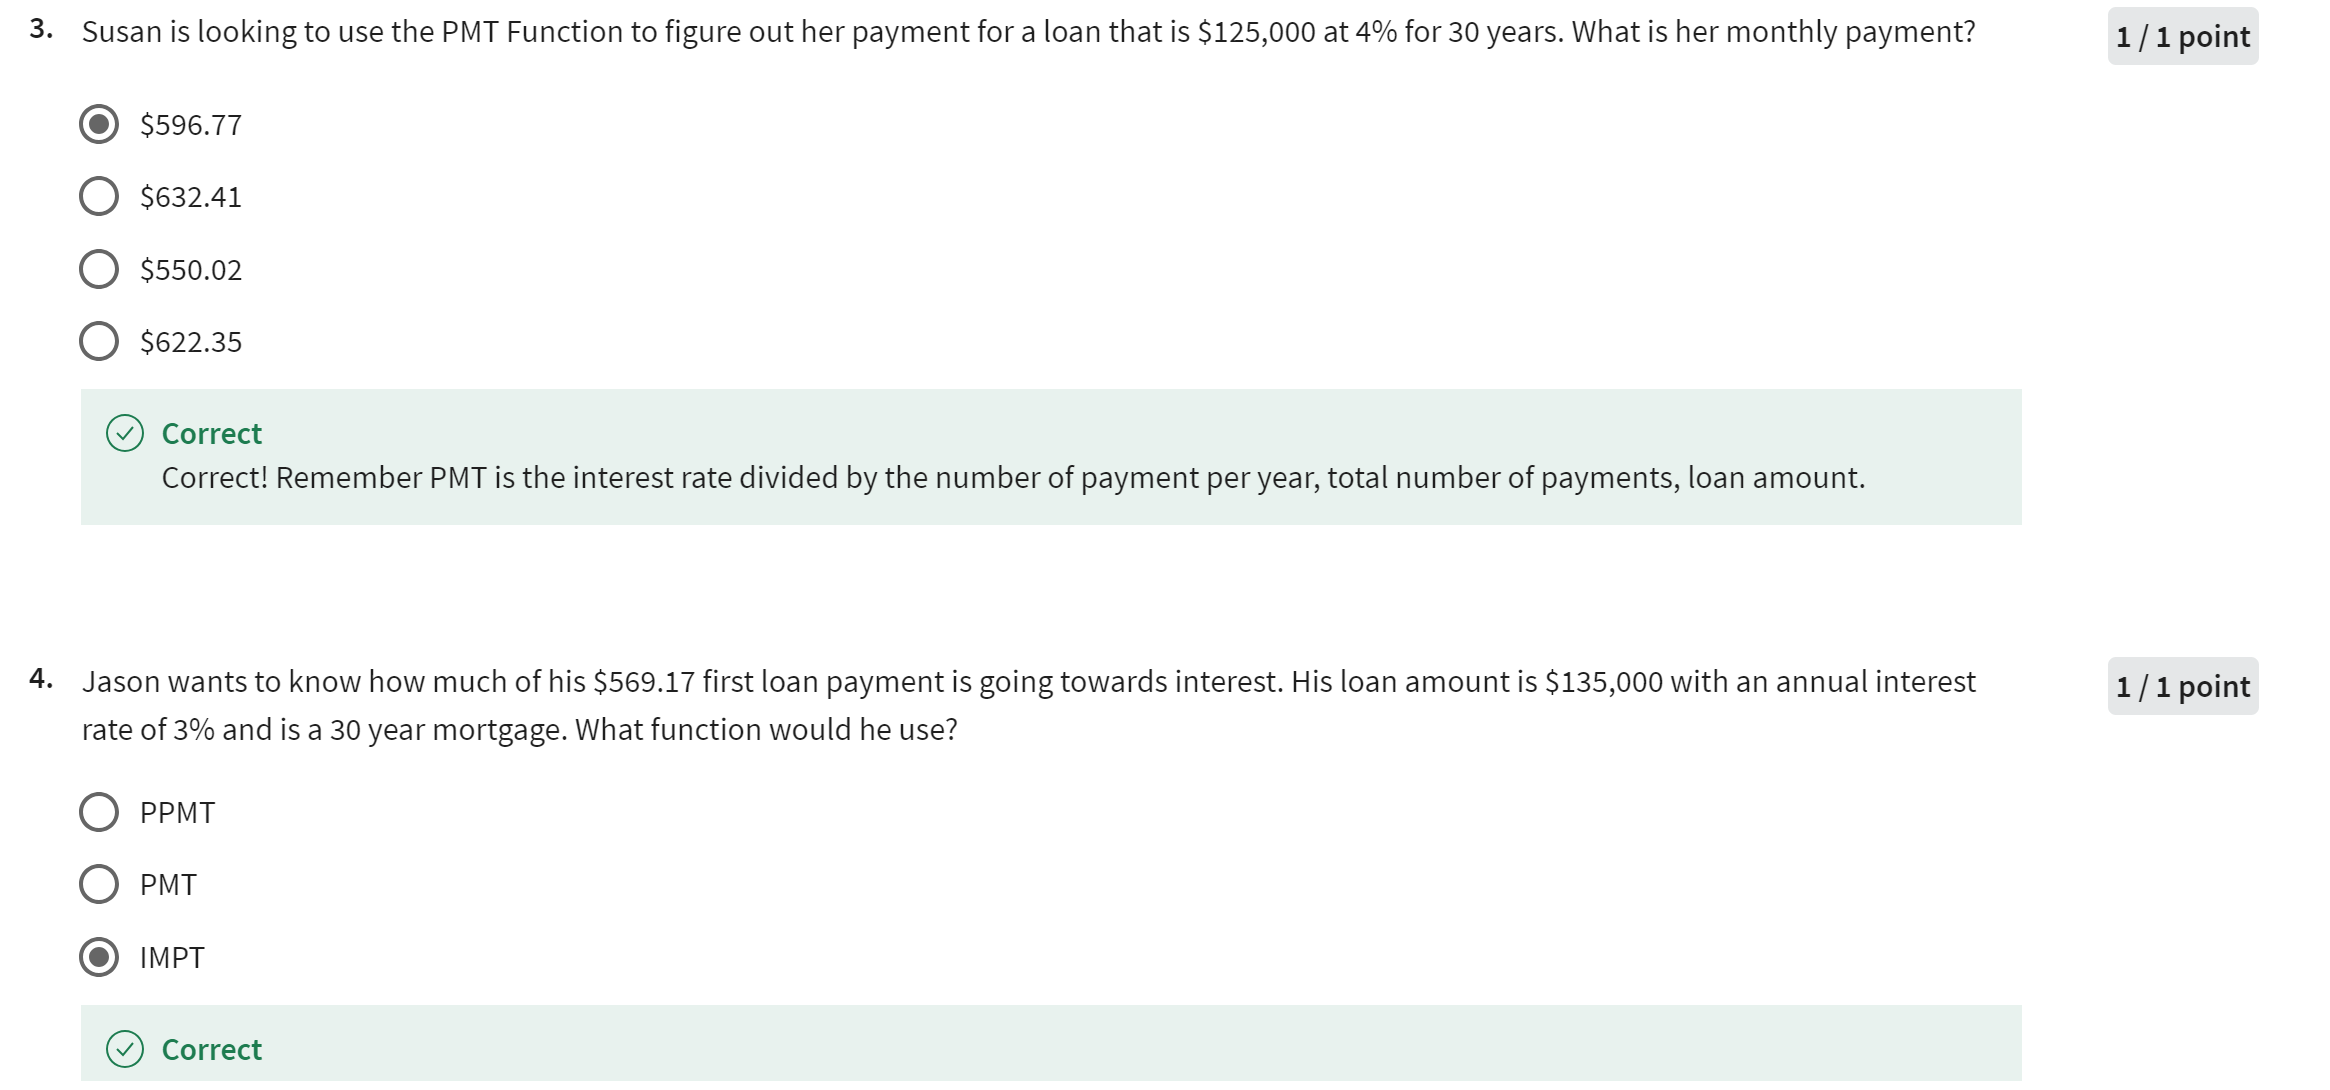 3. Susan is looking to use the PMT Function to figure out her payment for a loan that is $125,000 at 4% for 30 years. What is her monthly payment? 1 / 1 point
$596.77
$632.41
$550.02
$622.35
Correct
Correct! Remember PMT is the interest rate divided by the number of payment per year, total number of payments, loan amount.
4. Jason wants to know how much of his $569.17 first loan payment is going towards interest. His loan amount is $135,000 with an annual interest 1 / 1 point
rate of 3% and is a 30 year mortgage. What function would he use?
PPMT
PMT
IMPT
Correct